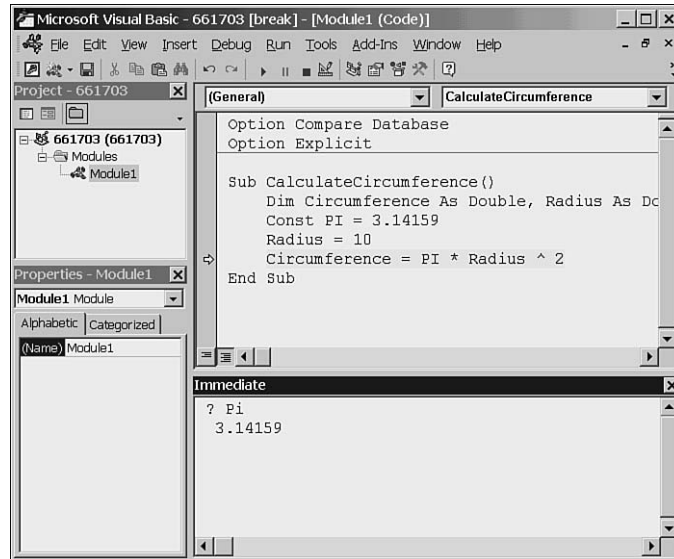 Microsoft Visual Basic - 661703 [break] - [Module1 (Code)]
File Edit View Insert Debug Run Tools Add-Ins Window Help
Project - 661703
661703 (661703)
Modules
Module1
Properties - Module1
Module1 Module
Alphabetic Categorized
(Name) Module1
(General) CalculateCircumference
Option Compare Database
Option Explicit
Sub CalculateCircumference()
Dim Circumference As Double, Radius As Do
Const PI = 3.14159
Radius = 10
Circumference = PI * Radius ^ 2
End Sub
Immediate
? Pi
3.14159